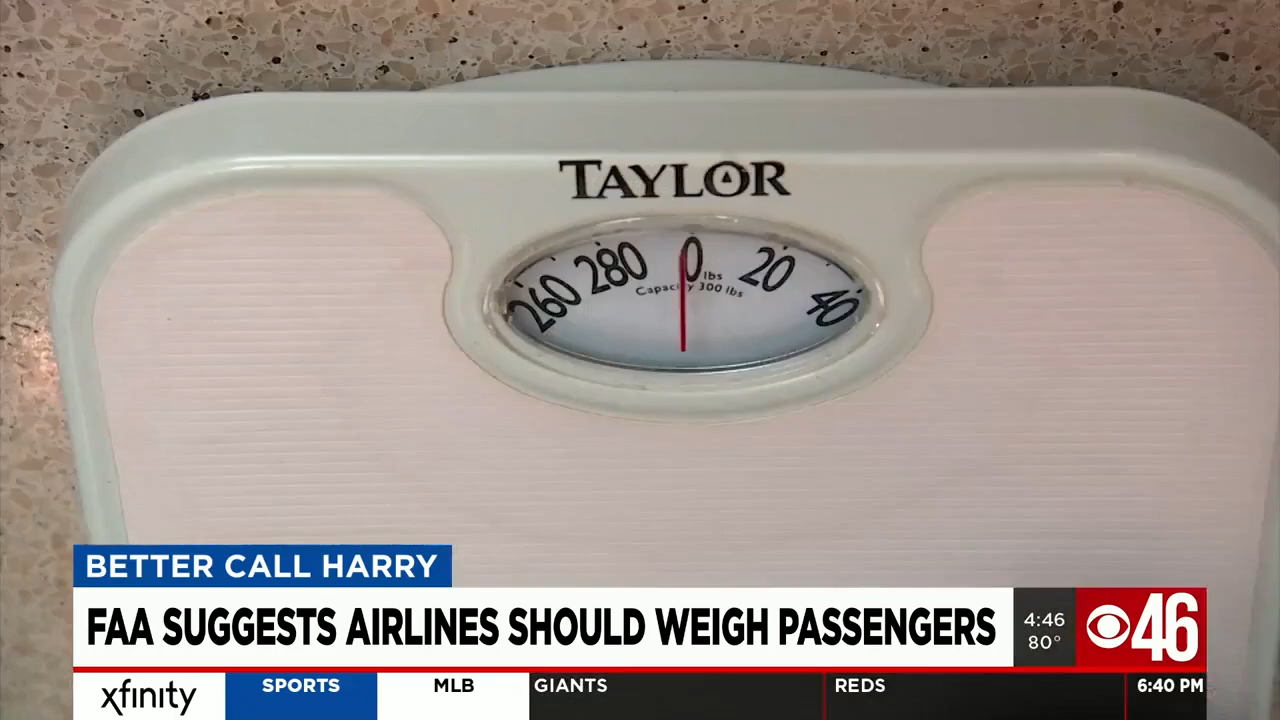 TAYLOR
260 280 0 lbs 20 40
Capacity 300 lbs
BETTER CALL HARRY
FAA SUGGESTS AIRLINES SHOULD WEIGH PASSENGERS
4:46
80°
46
xfinity SPORTS MLB GIANTS REDS 6:40 PM